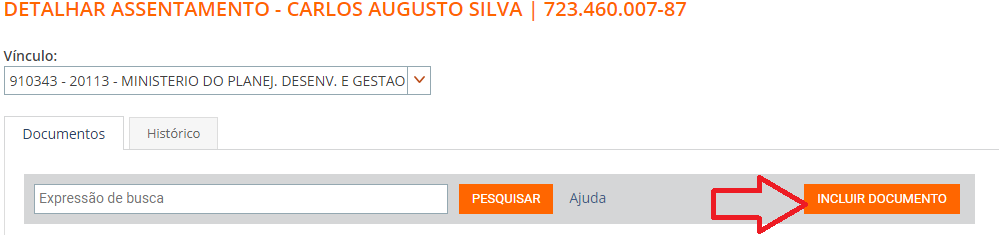 DETALHAR ASSENTAMENTO - CARLOS AUGUSTO SILVA | 723.460.007-87
Vínculo:
910343 - 20113 - MINISTERIO DO PLANEJ. DESENV. E GESTAO
Documentos Histórico
Expressão de busca PESQUISAR Ajuda INCLUIR DOCUMENTO